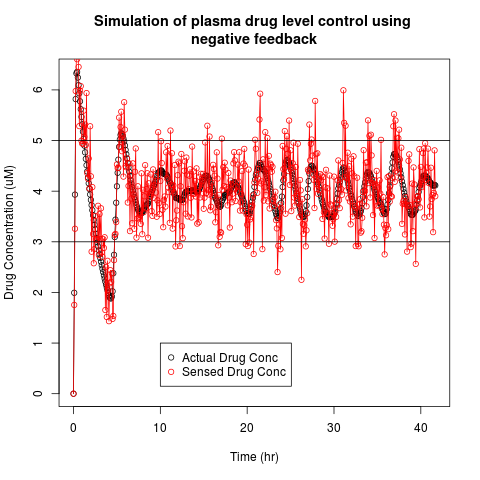 Simulation of plasma drug level control using
negative feedback
Drug Concentration (uM)
6
5
4
3
2
1
0
Actual Drug Conc
Sensed Drug Conc
0 10 20 30 40
Time (hr)